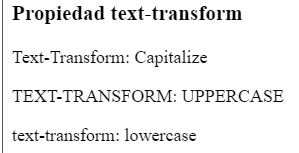 Propiedad text-transform
Text-Transform: Capitalize
TEXT-TRANSFORM: UPPERCASE
text-transform: lowercase